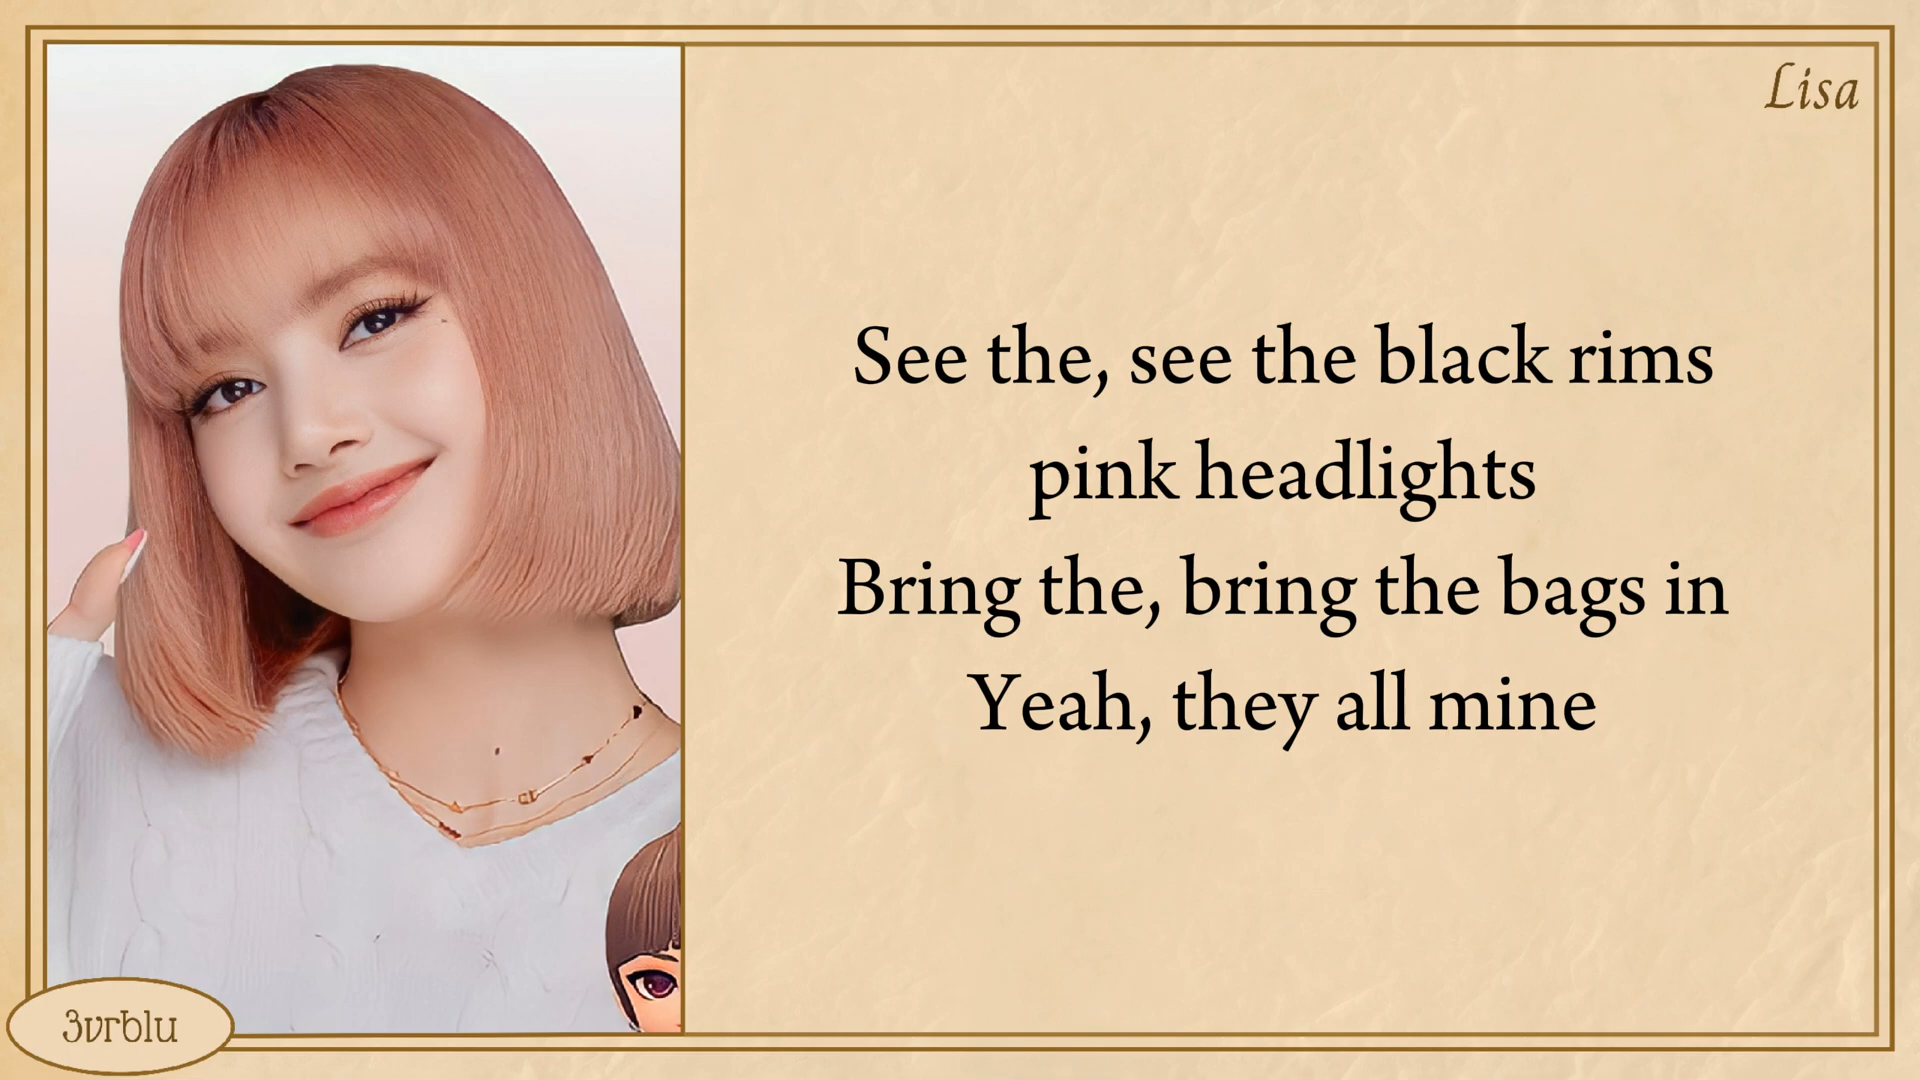 Lisa
See the, see the black rims
pink headlights
Bring the, bring the bags in
Yeah, they all mine
3vrblu